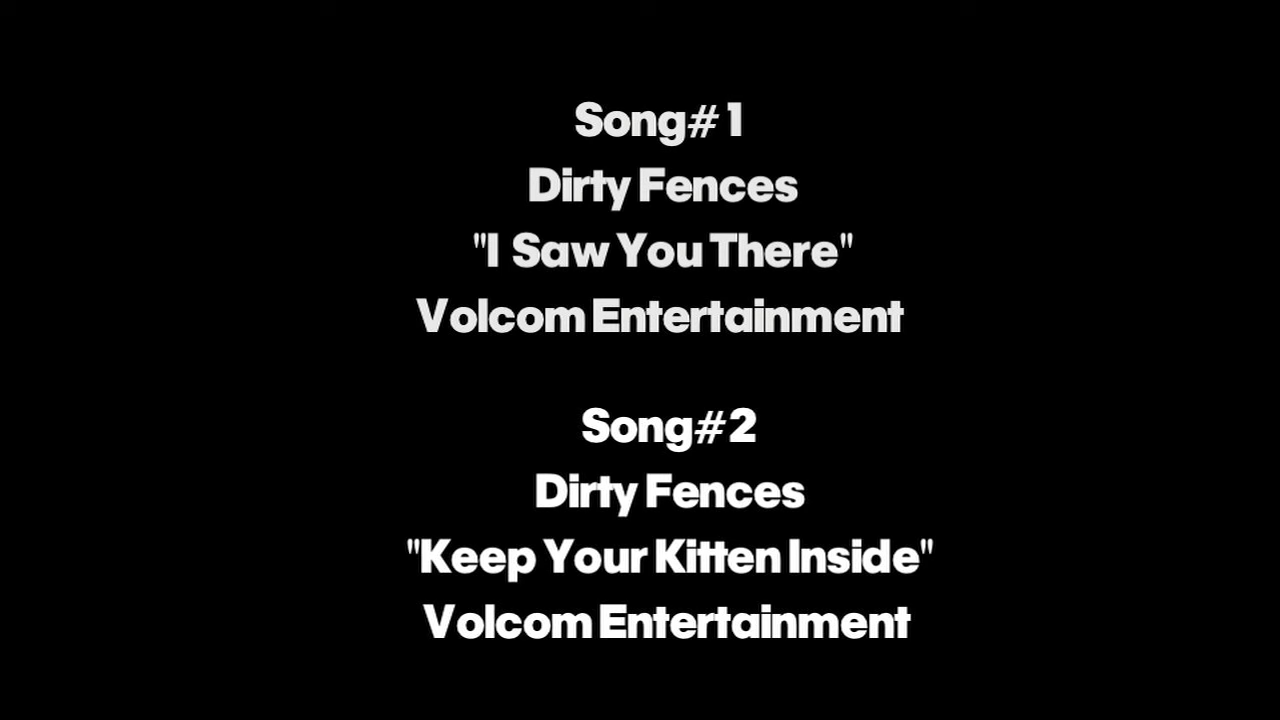 Song#1
Dirty Fences
"I Saw You There"
Volcom Entertainment
Song#2
Dirty Fences
"Keep Your Kitten Inside"
Volcom Entertainment